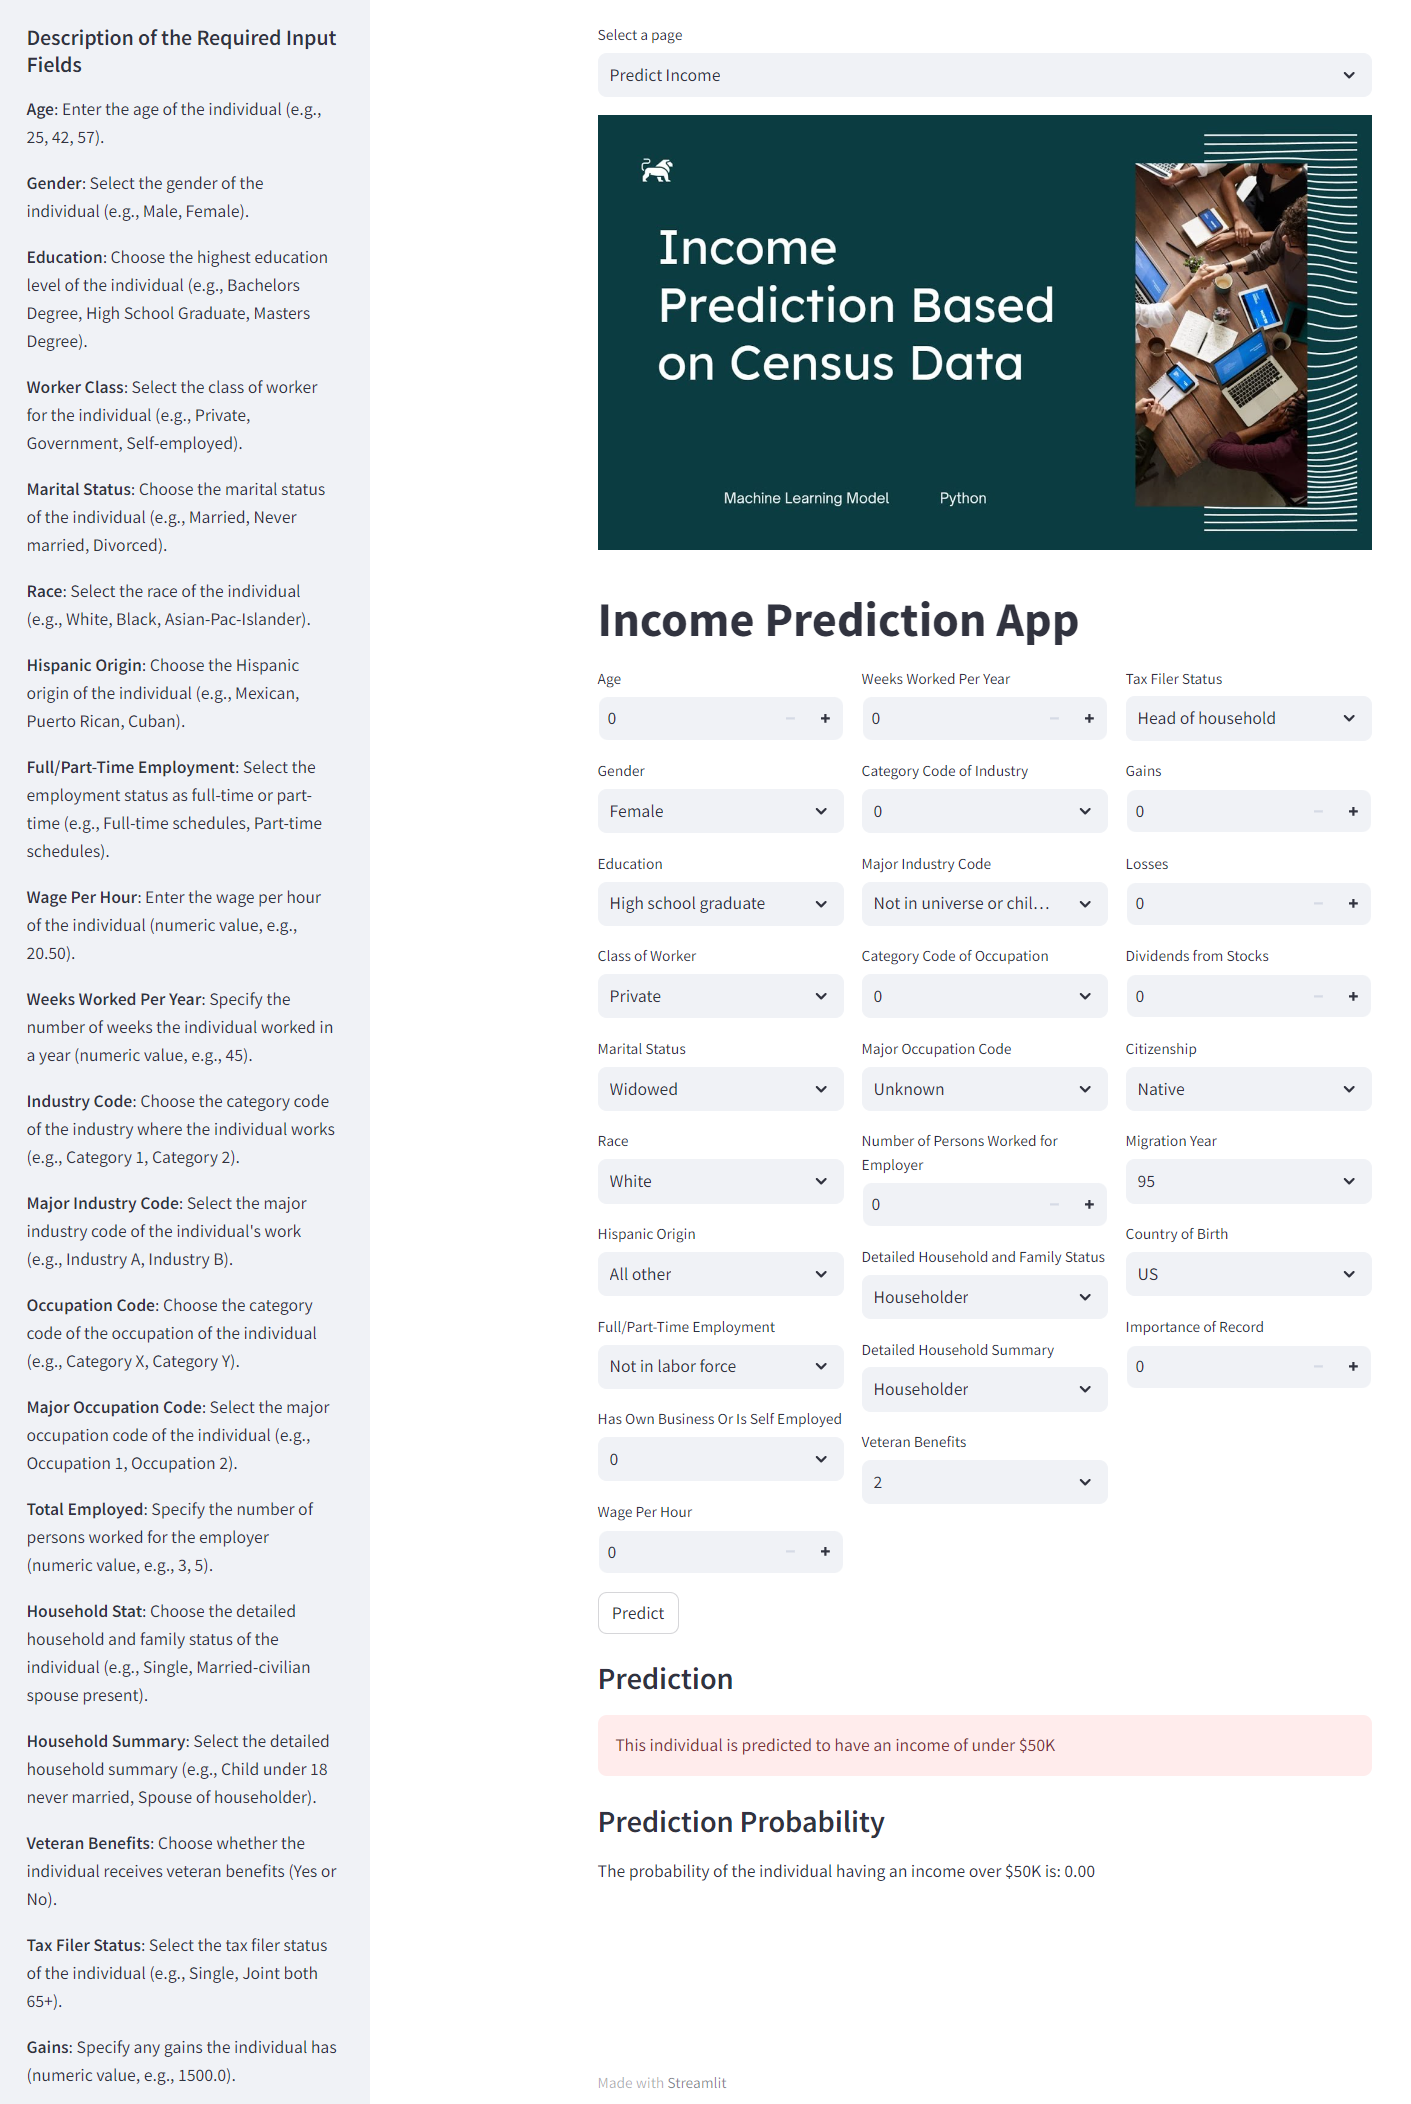 Description of the Required Input
Fields
Age: Enter the age of the individual (e.g.,
25, 42, 57).
Gender: Select the gender of the
individual (e.g., Male, Female).
Education: Choose the highest education
level of the individual (e.g., Bachelors
Degree, High School Graduate, Masters
Degree).
Worker Class: Select the class of worker
for the individual (e.g., Private,
Government, Self-employed).
Marital Status: Choose the marital status
of the individual (e.g., Married, Never
married, Divorced).
Race: Select the race of the individual
(e.g., White, Black, Asian-Pac-Islander).
Hispanic Origin: Choose the Hispanic
origin of the individual (e.g., Mexican,
Puerto Rican, Cuban).
Full/Part-Time Employment: Select the
employment status as full-time or part-
time (e.g., Full-time schedules, Part-time
schedules).
Wage Per Hour: Enter the wage per hour
of the individual (numeric value, e.g.,
20.50).
Weeks Worked Per Year: Specify the
number of weeks the individual worked in
a year (numeric value, e.g., 45).
Industry Code: Choose the category code
of the industry where the individual works
(e.g., Category 1, Category 2).
Major Industry Code: Select the major
industry code of the individual's work
(e.g., Industry A, Industry B).
Occupation Code: Choose the category
code of the occupation of the individual
(e.g., Category X, Category Y).
Major Occupation Code: Select the major
occupation code of the individual (e.g.,
Occupation 1, Occupation 2).
Total Employed: Specify the number of
persons worked for the employer
(numeric value, e.g., 3, 5).
Household Stat: Choose the detailed
household and family status of the
individual (e.g., Single, Married-civilian
spouse present).
Household Summary: Select the detailed
household summary (e.g., Child under 18
never married, Spouse of householder).
Veteran Benefits: Choose whether the
individual receives veteran benefits (Yes or
No).
Tax Filer Status: Select the tax filer status
of the individual (e.g., Single, Joint both
65+).
Gains: Specify any gains the individual has
(numeric value, e.g., 1500.0).
Select a page
Predict Income
Income
Prediction Based
on Census Data
Machine Learning Model
Python
Income Prediction App
Age
0
Gender
Female
Education
High school graduate
Class of Worker
Private
Marital Status
Widowed
Race
White
Hispanic Origin
All other
Full/Part-Time Employment
Not in labor force
Has Own Business Or Is Self Employed
0
Wage Per Hour
0
Weeks Worked Per Year
0
Category Code of Industry
0
Major Industry Code
Not in universe or chil...
Category Code of Occupation
0
Major Occupation Code
Unknown
Number of Persons Worked for
Employer
0
Detailed Household and Family Status
Householder
Detailed Household Summary
Householder
Veteran Benefits
2
Tax Filer Status
Head of household
Gains
0
Losses
0
Dividends from Stocks
0
Citizenship
Native
Migration Year
95
Country of Birth
US
Importance of Record
0
Predict
Prediction
This individual is predicted to have an income of under $50K
Prediction Probability
The probability of the individual having an income over $50K is: 0.00
Made with Streamlit